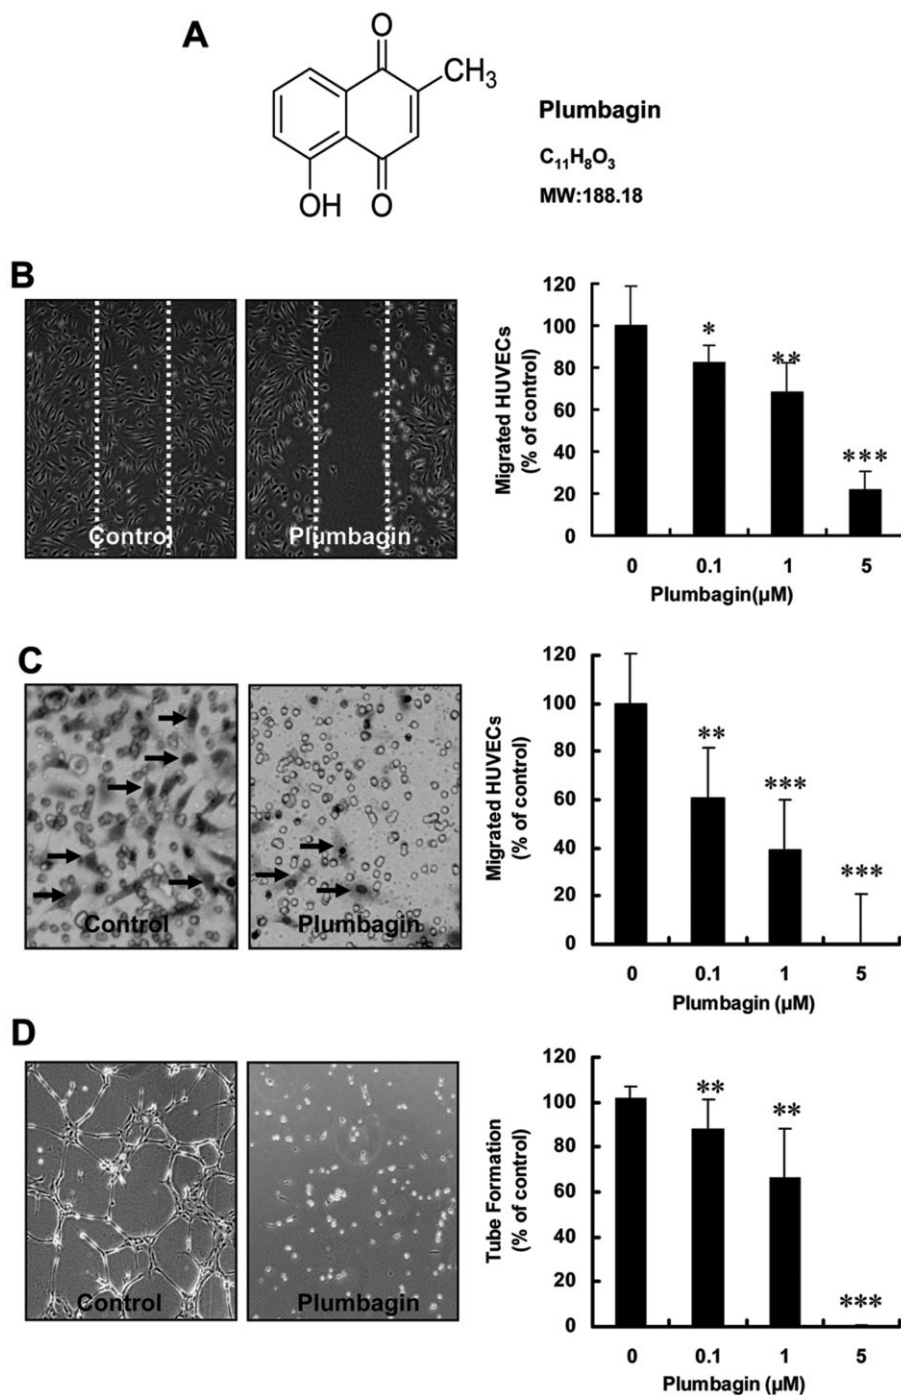 A
O
CH₃
OH
O
Plumbagin
C₁₁H₈O₃
MW:188.18
B
Control
Plumbagin
Migrated HUVECs
(% of control)
120
100
80
60
40
20
0
*
**
***
0 0.1 1 5
Plumbagin(µM)
C
Control
Plumbagin
Migrated HUVECs
(% of control)
120
100
80
60
40
20
0
**
***
***
0 0.1 1 5
Plumbagin (µM)
D
Control
Plumbagin
Tube Formation
(% of control)
120
100
80
60
40
20
0
**
**
***
0 0.1 1 5
Plumbagin (µM)